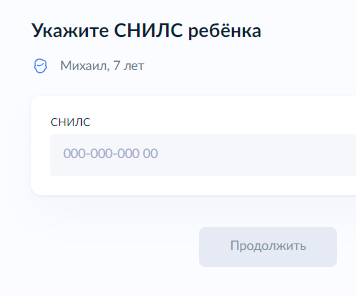 Укажите СНИЛС ребёнка
Михаил, 7 лет
СНИЛС
000-000-000 00
Продолжить